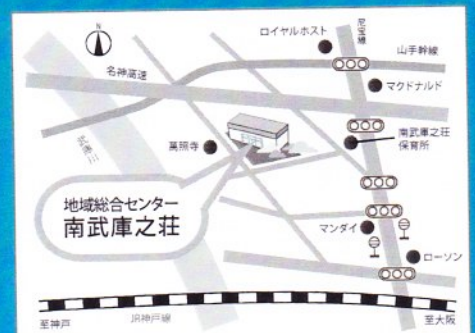 N
ロイヤルホスト
尼宝線
山手幹線
名神高速
マクドナルド
武庫川
萬照寺
南武庫之荘
保育所
地域総合センター
南武庫之荘
マンダイ
ローソン
至神戸
JR神戸線
至大阪